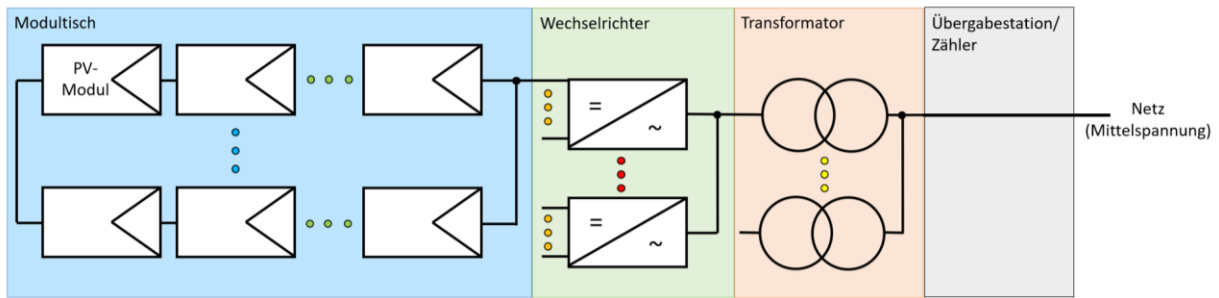 Modultisch
Wechselrichter
Transformator
Übergabestation/
Zähler
PV-
Modul
=
~
=
~
Netz
(Mittelspannung)